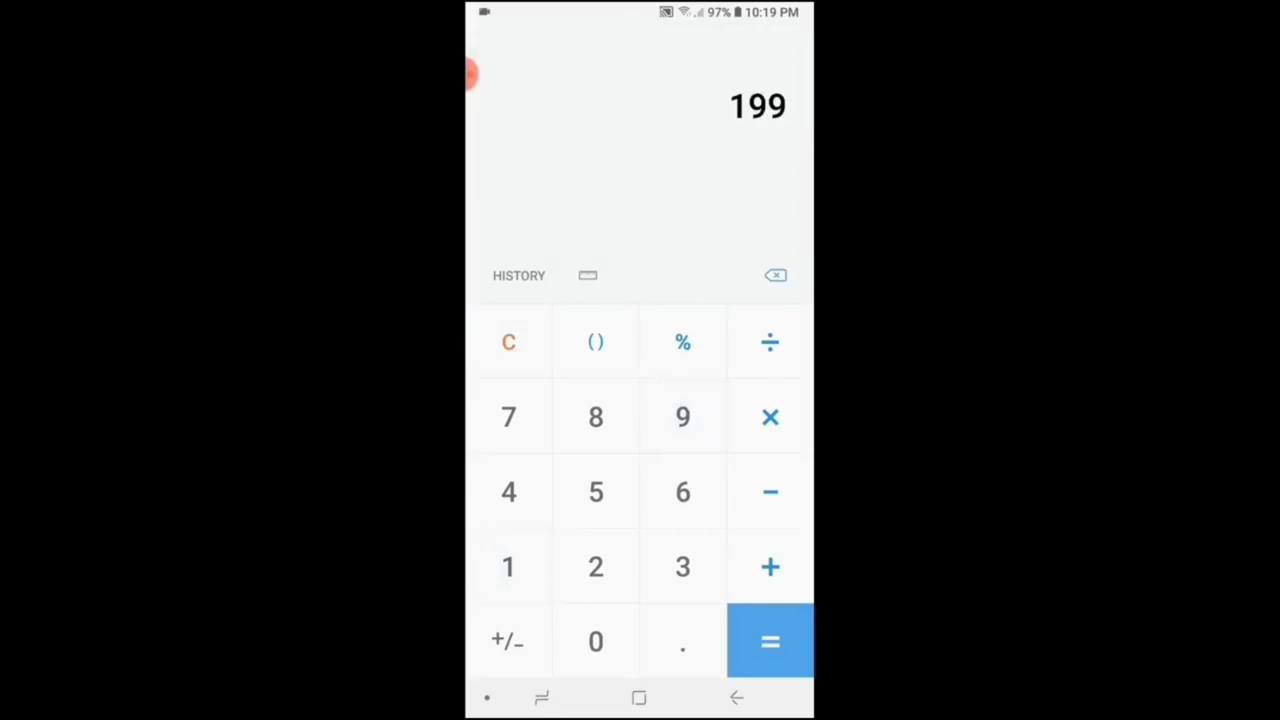 97% 10:19 PM
199
HISTORY
C ( ) % ÷
7 8 9 ×
4 5 6 −
1 2 3 +
+/− 0 . =